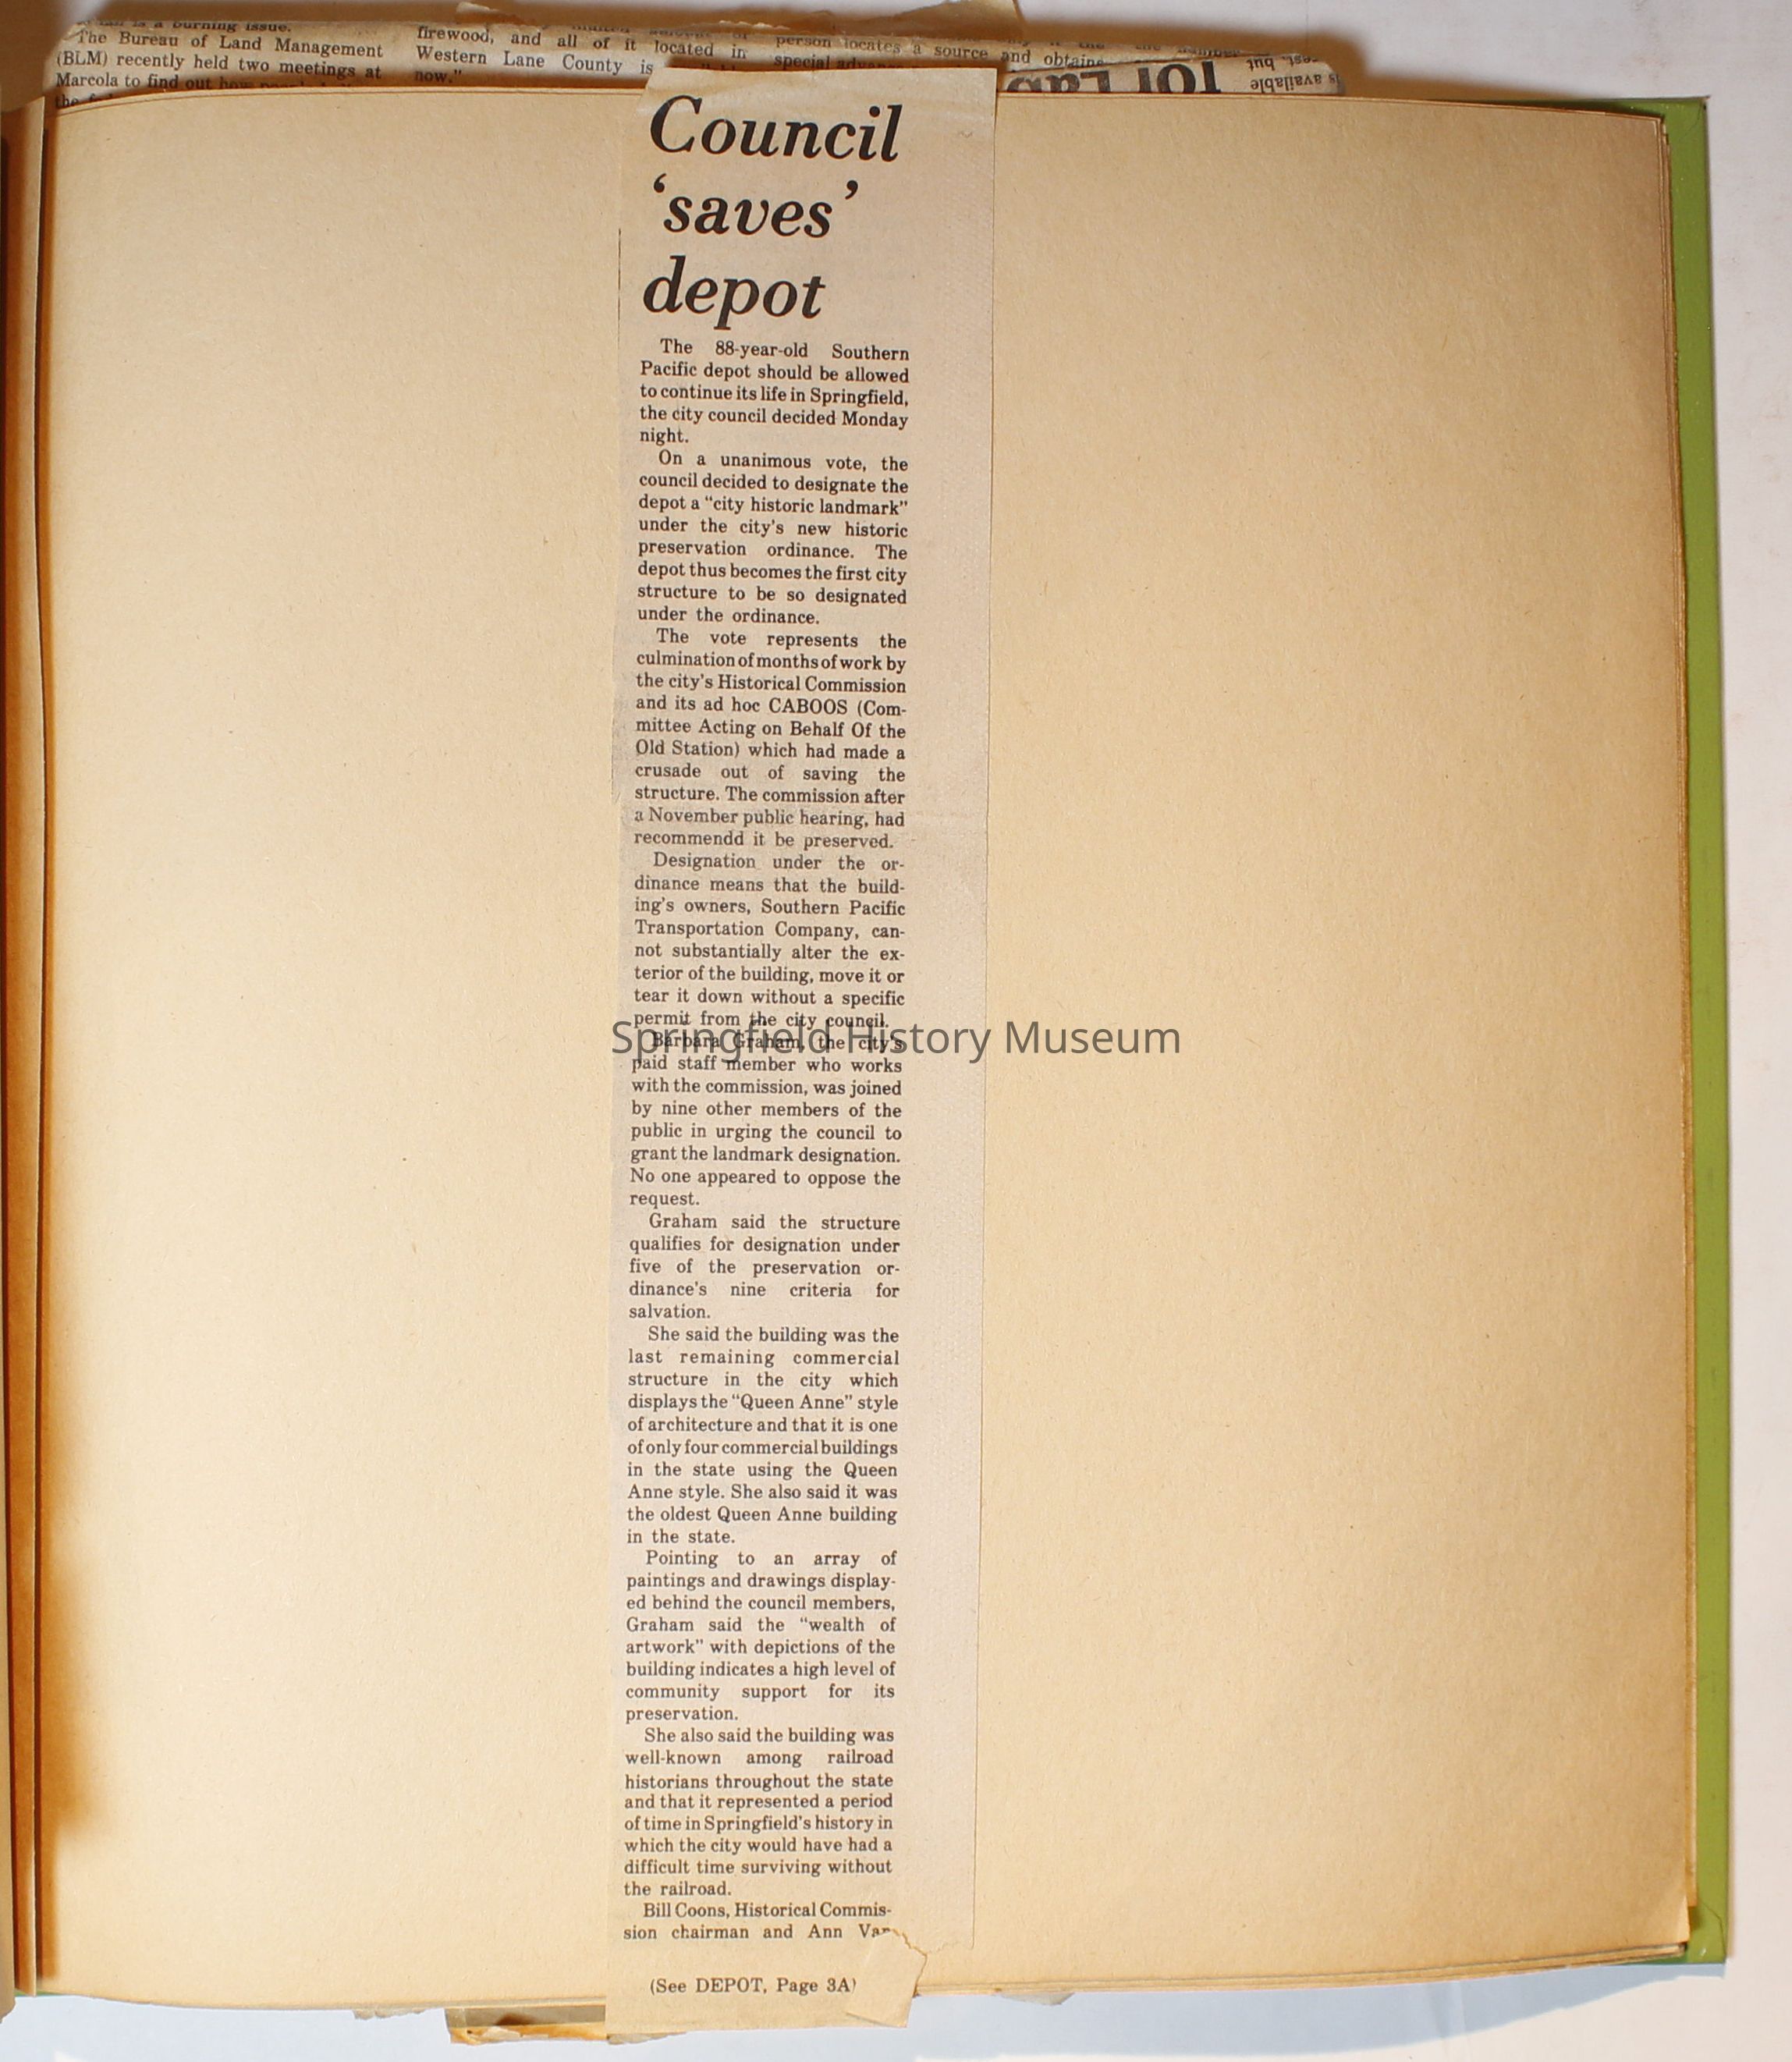 The Bureau of Land Management
(BLM) recently held two meetings at
Marcola to find out how
firewood, and all of it located in
Western Lane County is
now."
person locates a source and obtains
special
is available
Council
'saves'
depot
The 88-year-old Southern
Pacific depot should be allowed
to continue its life in Springfield,
the city council decided Monday
night.
On a unanimous vote, the
council decided to designate the
depot a "city historic landmark"
under the city's new historic
preservation ordinance. The
depot thus becomes the first city
structure to be so designated
under the ordinance.
The vote represents the
culmination of months of work by
the city's Historical Commission
and its ad hoc CABOOS (Com-
mittee Acting on Behalf Of the
Old Station) which had made a
crusade out of saving the
structure. The commission after
a November public hearing, had
recommendd it be preserved.
Designation under the or-
dinance means that the build-
ing's owners, Southern Pacific
Transportation Company, can-
not substantially alter the ex-
terior of the building, move it or
tear it down without a specific
permit from the city council.
Springfield History Museum
Barbara Graham, the city's
paid staff member who works
with the commission, was joined
by nine other members of the
public in urging the council to
grant the landmark designation.
No one appeared to oppose the
request.
Graham said the structure
qualifies for designation under
five of the preservation or-
dinance's nine criteria for
salvation.
She said the building was the
last remaining commercial
structure in the city which
displays the "Queen Anne" style
of architecture and that it is one
of only four commercial buildings
in the state using the Queen
Anne style. She also said it was
the oldest Queen Anne building
in the state.
Pointing to an array of
paintings and drawings display-
ed behind the council members,
Graham said the "wealth of
artwork" with depictions of the
building indicates a high level of
community support for its
preservation.
She also said the building was
well-known among railroad
historians throughout the state
and that it represented a period
of time in Springfield's history in
which the city would have had a
difficult time surviving without
the railroad.
Bill Coons, Historical Commis-
sion chairman and Ann Van
(See DEPOT, Page 3A)